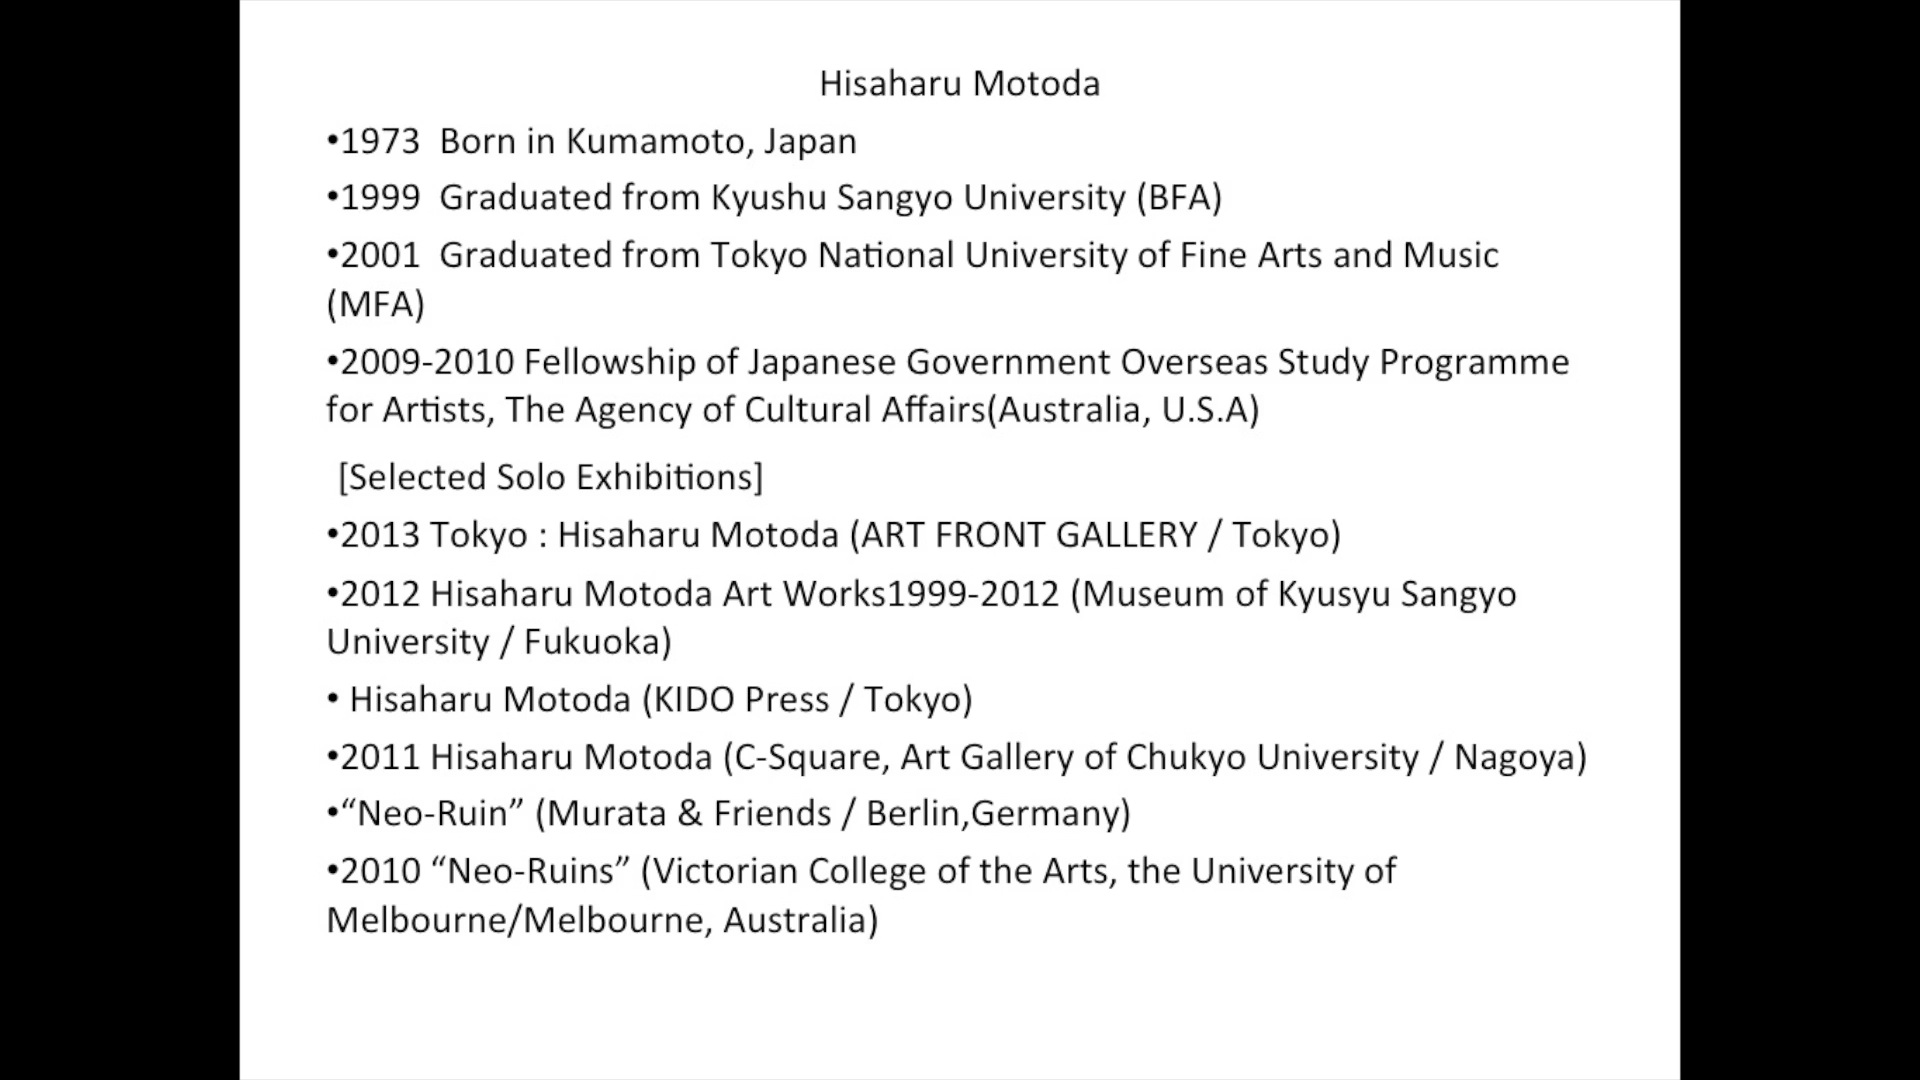 Hisaharu Motoda
•1973  Born in Kumamoto, Japan
•1999  Graduated from Kyushu Sangyo University (BFA)
•2001  Graduated from Tokyo National University of Fine Arts and Music
(MFA)
•2009-2010 Fellowship of Japanese Government Overseas Study Programme
for Artists, The Agency of Cultural Affairs(Australia, U.S.A)
[Selected Solo Exhibitions]
•2013 Tokyo : Hisaharu Motoda (ART FRONT GALLERY / Tokyo)
•2012 Hisaharu Motoda Art Works1999-2012 (Museum of Kyusyu Sangyo
University / Fukuoka)
• Hisaharu Motoda (KIDO Press / Tokyo)
•2011 Hisaharu Motoda (C-Square, Art Gallery of Chukyo University / Nagoya)
•“Neo-Ruin” (Murata & Friends / Berlin,Germany)
•2010 “Neo-Ruins” (Victorian College of the Arts, the University of
Melbourne/Melbourne, Australia)